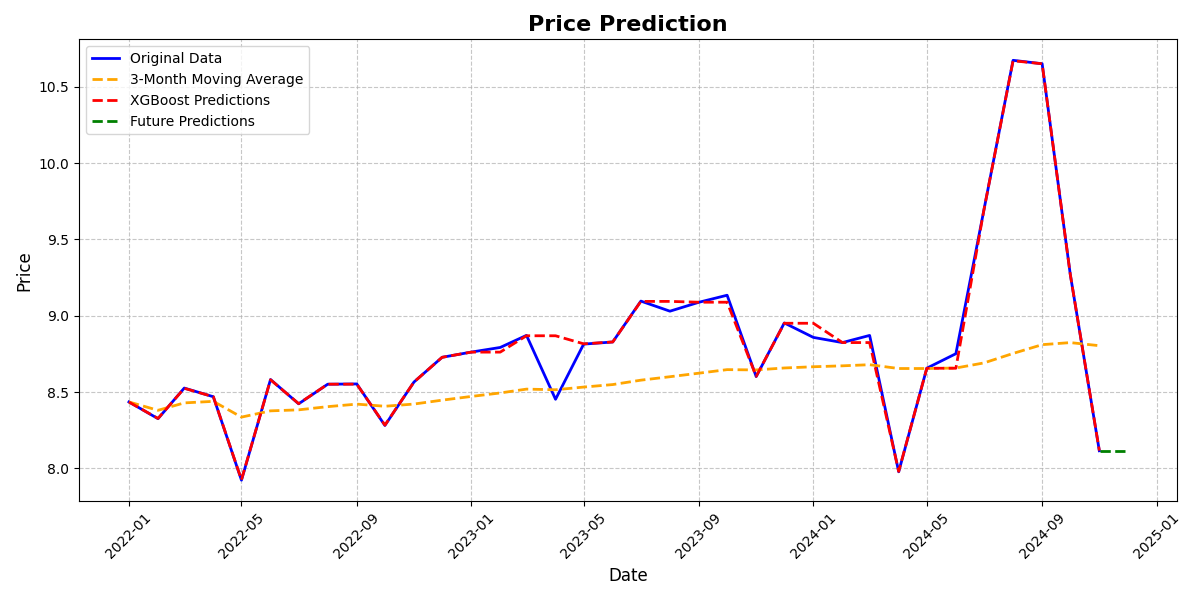 Price Prediction
Original Data
3-Month Moving Average
XGBoost Predictions
Future Predictions
Price
10.5
10.0
9.5
9.0
8.5
8.0
2022-01
2022-05
2022-09
2023-01
2023-05
2023-09
2024-01
2024-05
2024-09
2025-01
Date